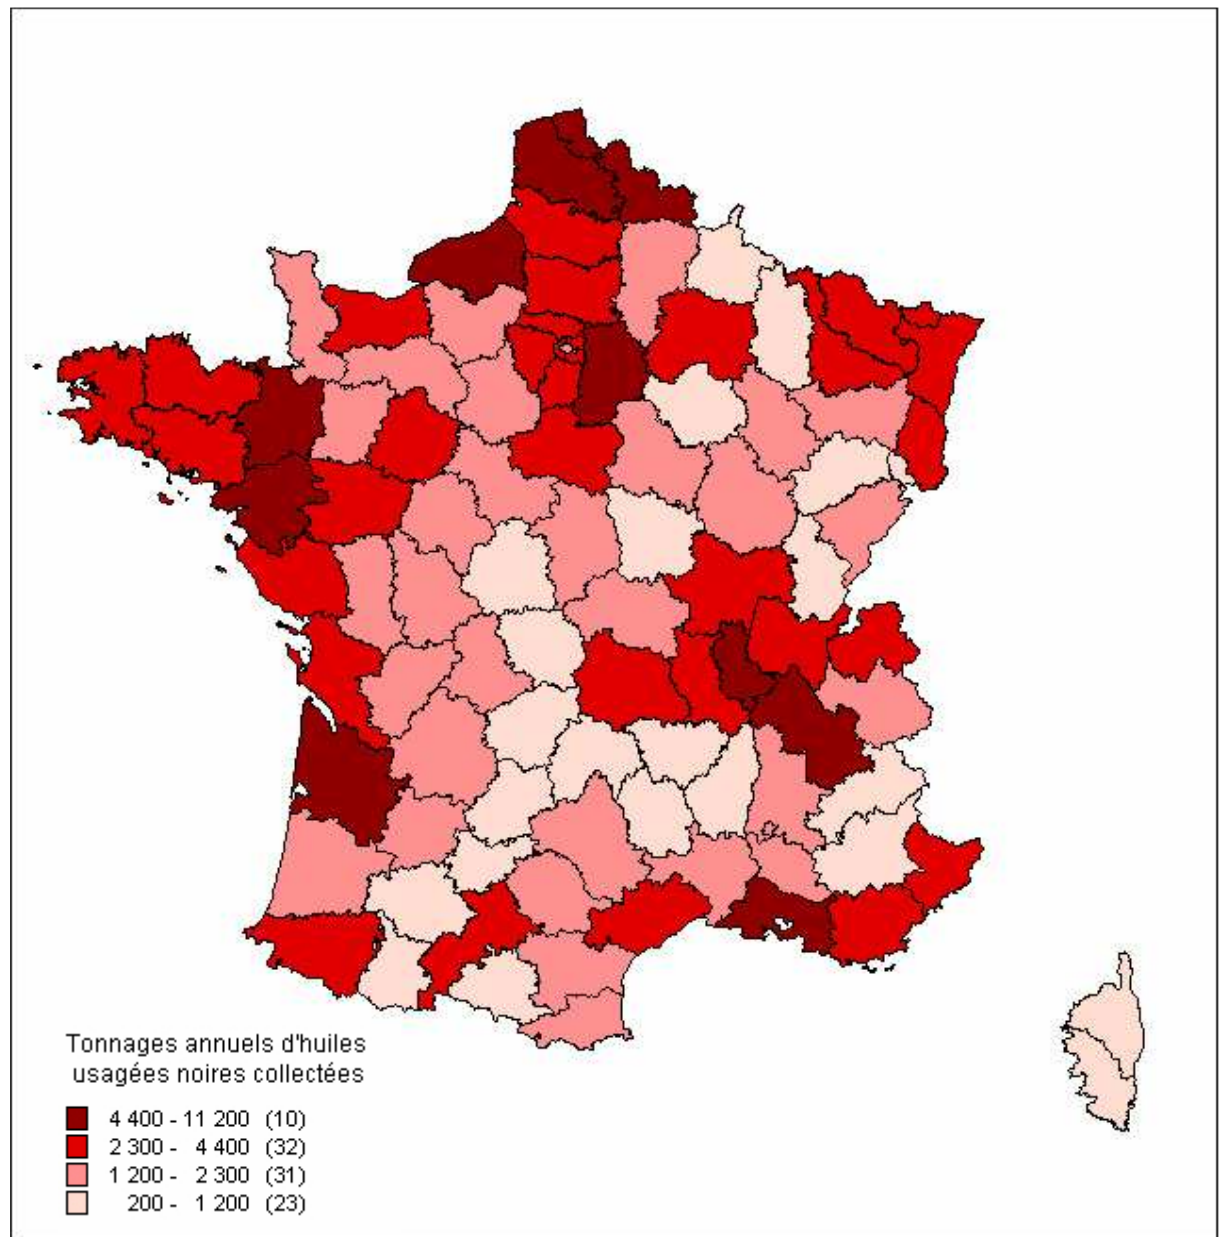 Tonnages annuels d'huiles
usagées noires collectées
4 400 - 11 200 (10)
2 300 - 4 400 (32)
1 200 - 2 300 (31)
200 - 1 200 (23)